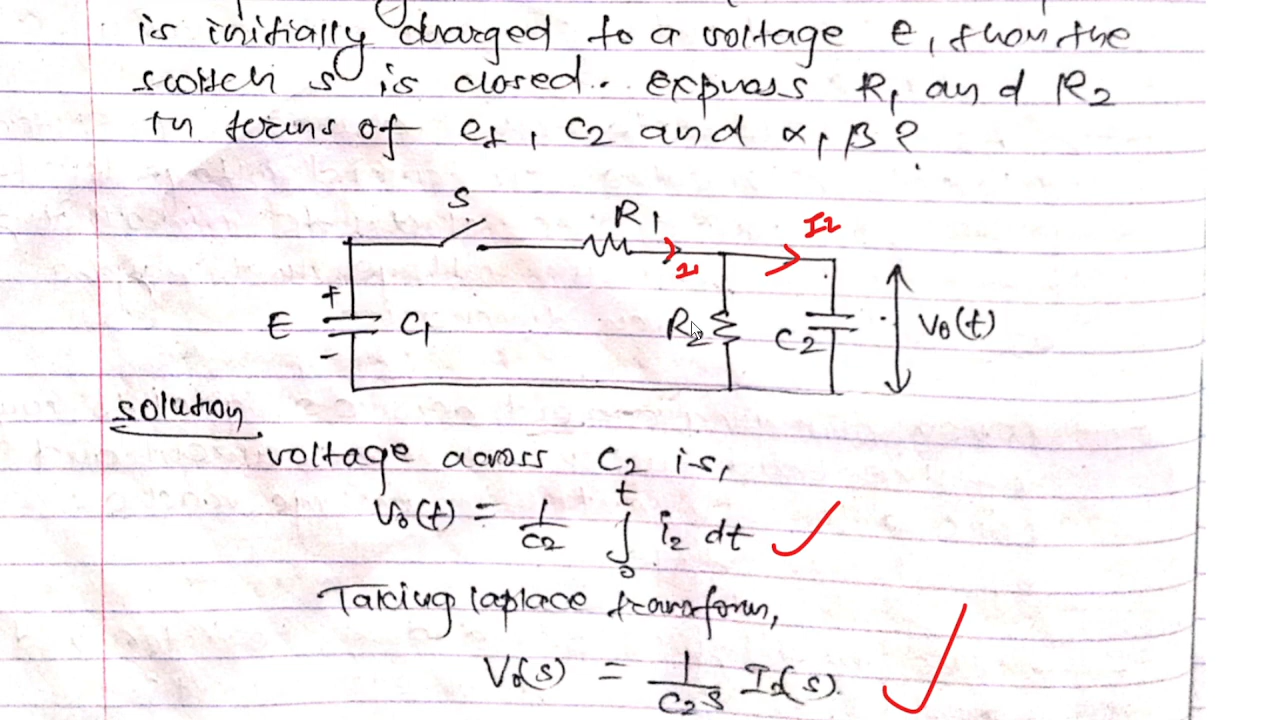 is initially charged to a voltage e, then the
switch s is closed. express R1 and R2
in terms of e1, C2 and α, β?
S
R1
I2
E
+
-
C1
R2
C2
V0(t)
solution
voltage across C2 is,
V0(t) = 1/C2 ∫0^t i2 dt
Taking laplace transform,
V0(s) = 1/C2s I2(s).